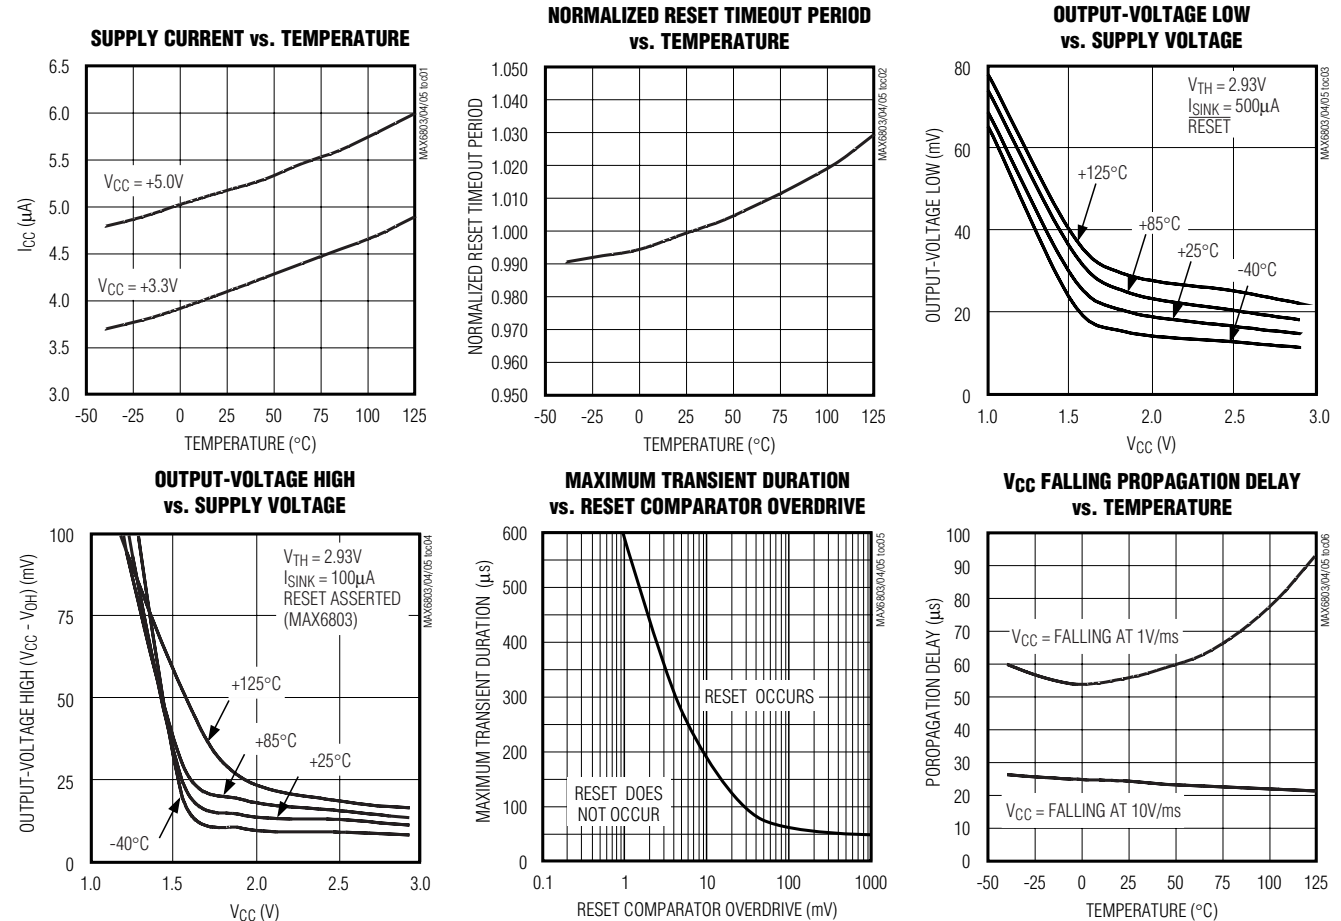 SUPPLY CURRENT vs. TEMPERATURE
6.5
6.0
5.5
5.0
4.5
4.0
3.5
3.0
ICC (µA)
VCC = +5.0V
VCC = +3.3V
-50 -25 0 25 50 75 100 125
TEMPERATURE (°C)
MAX6803/04/05 toc01
NORMALIZED RESET TIMEOUT PERIOD
vs. TEMPERATURE
1.050
1.040
1.030
1.020
1.010
1.000
0.990
0.980
0.970
0.960
0.950
NORMALIZED RESET TIMEOUT PERIOD
-50 -25 0 25 50 75 100 125
TEMPERATURE (°C)
MAX6803/04/05 toc02
OUTPUT-VOLTAGE LOW
vs. SUPPLY VOLTAGE
80
60
40
20
0
OUTPUT-VOLTAGE LOW (mV)
VTH = 2.93V
ISINK = 500µA
RESET
+125°C
+85°C
+25°C
-40°C
1.0 1.5 2.0 2.5 3.0
VCC (V)
MAX6803/04/05 toc03
OUTPUT-VOLTAGE HIGH
vs. SUPPLY VOLTAGE
100
75
50
25
0
OUTPUT-VOLTAGE HIGH (VCC - VOH) (mV)
VTH = 2.93V
ISINK = 100µA
RESET ASSERTED
(MAX6803)
+125°C
+85°C
+25°C
-40°C
1.0 1.5 2.0 2.5 3.0
VCC (V)
MAX6803/04/05 toc04
MAXIMUM TRANSIENT DURATION
vs. RESET COMPARATOR OVERDRIVE
600
500
400
300
200
100
0
MAXIMUM TRANSIENT DURATION (µs)
RESET OCCURS
RESET DOES
NOT OCCUR
0.1 1 10 100 1000
RESET COMPARATOR OVERDRIVE (mV)
MAX6803/04/05 toc05
VCC FALLING PROPAGATION DELAY
vs. TEMPERATURE
100
90
80
70
60
50
40
30
20
10
0
POROPAGATION DELAY (µs)
VCC = FALLING AT 1V/ms
VCC = FALLING AT 10V/ms
-50 -25 0 25 50 75 100 125
TEMPERATURE (°C)
MAX6803/04/05 toc06